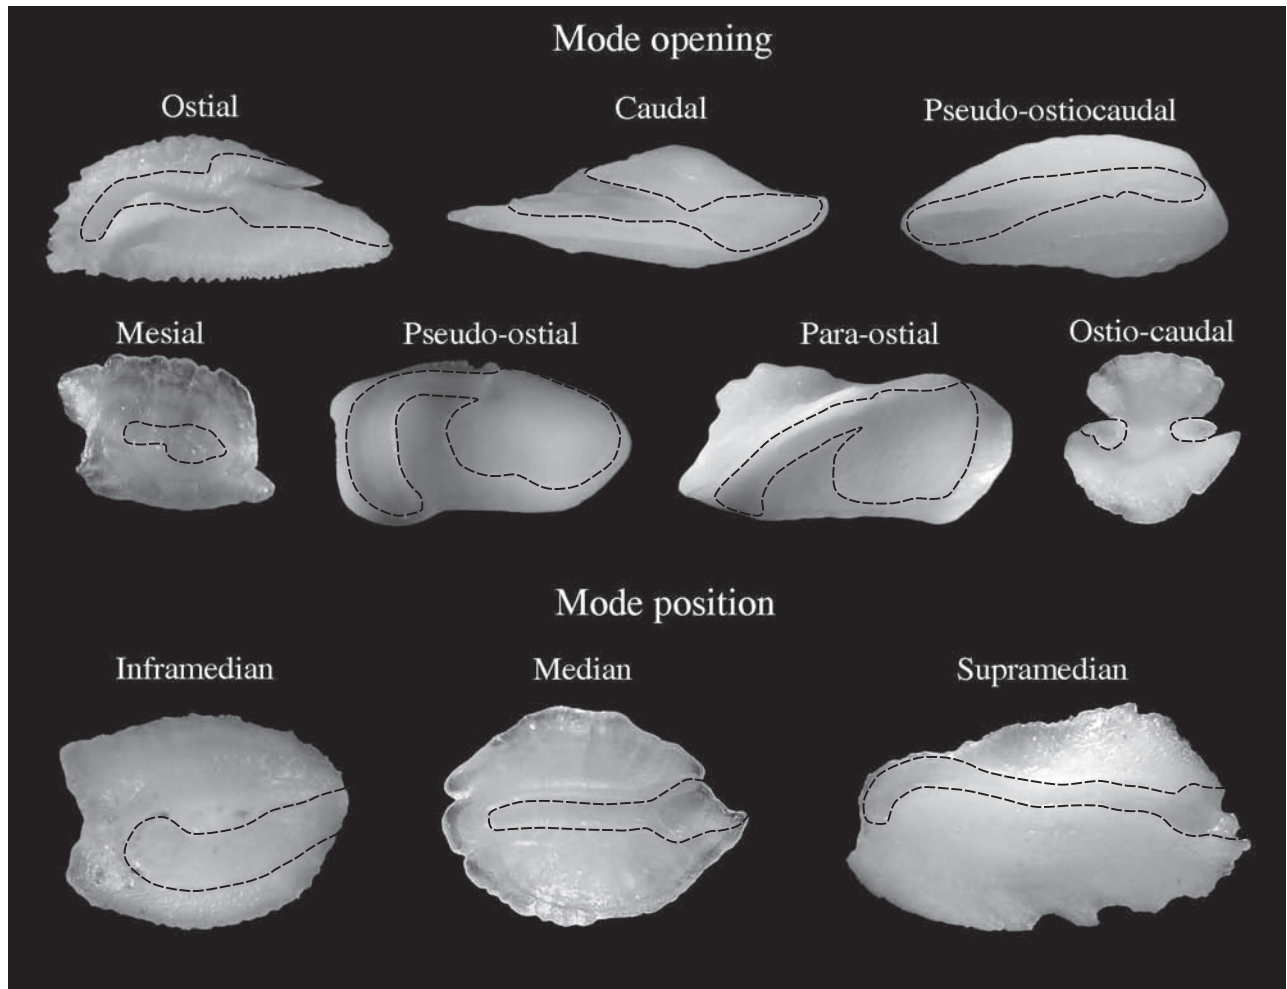 Mode opening
Ostial
Caudal
Pseudo-ostiocaudal
Mesial
Pseudo-ostial
Para-ostial
Ostio-caudal
Mode position
Inframedian
Median
Supramedian